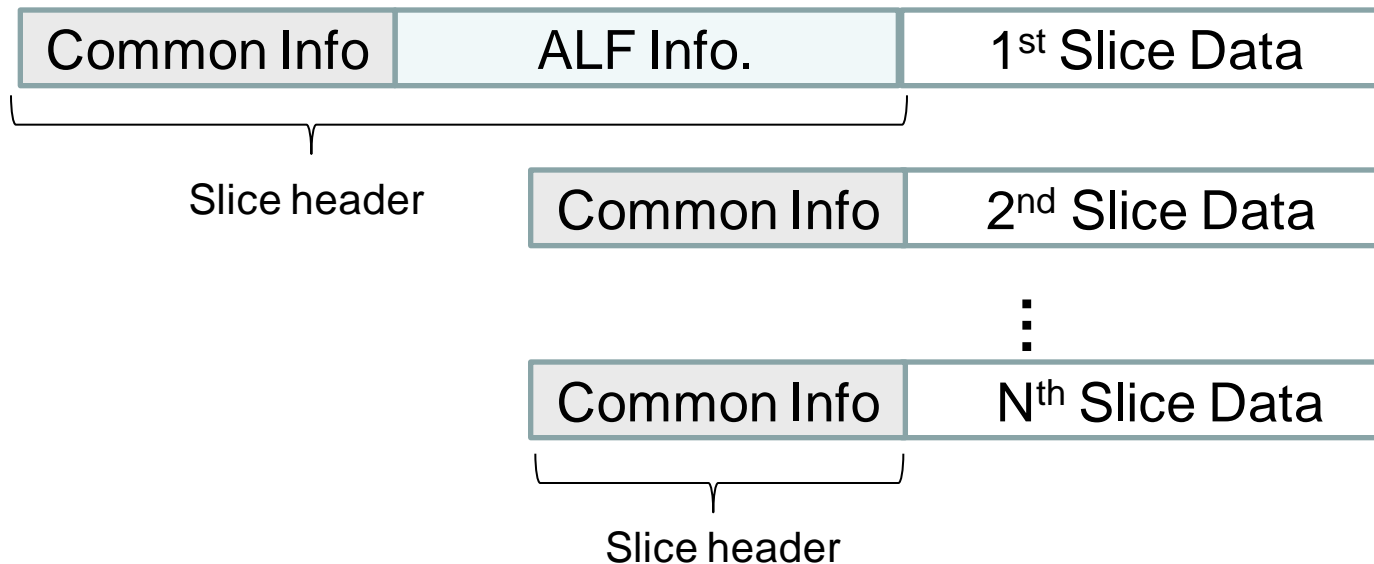 Common Info ALF Info. 1st Slice Data
Slice header
Common Info 2nd Slice Data
⋮
Common Info Nth Slice Data
Slice header